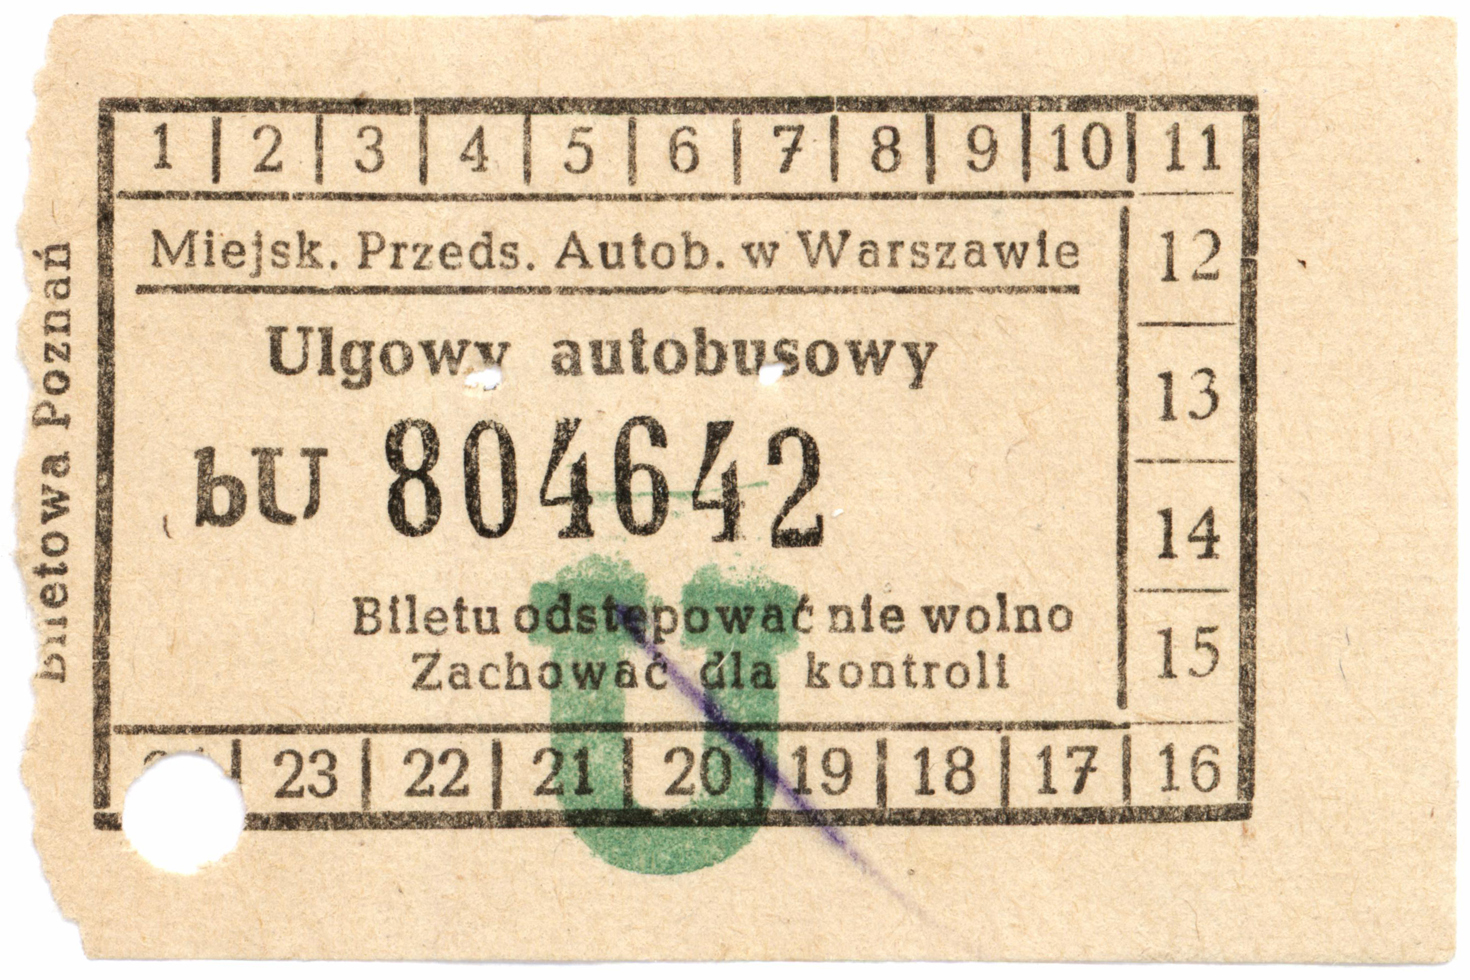 1 | 2 | 3 | 4 | 5 | 6 | 7 | 8 | 9 | 10 | 11
Miejsk. Przeds. Autob. w Warszawie
12
Ulgowy autobusowy
13
bU 804642
14
Biletu odstępować nie wolno
Zachować dla kontroli
15
U
23 | 22 | 21 | 20 | 19 | 18 | 17 | 16
Biletowa Poznań